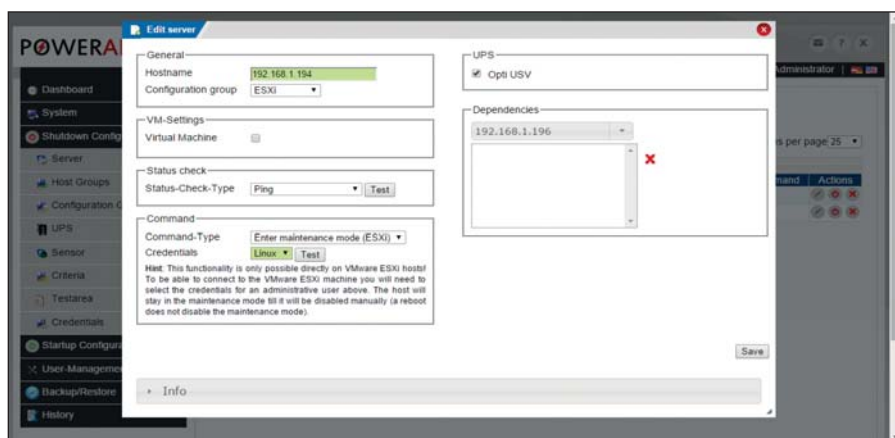 Edit server
General
Hostname 192.168.1.194
Configuration group ESXi
VM-Settings
Virtual Machine
Status check
Status-Check-Type Ping Test
Command
Command-Type Enter maintenance mode (ESXi)
Credentials Linux Test
Hint: This functionality is only possible directly on VMware ESXi hosts!
To be able to connect to the VMware ESXi machine you will need to
select the credentials for an administrative user above. The host will
stay in the maintenance mode till it will be disabled manually (a reboot
does not disable the maintenance mode).
UPS
Opti USV
Dependencies
192.168.1.196
Save
Info
POWERA
Dashboard
System
Shutdown Config
Server
Host Groups
Configuration G
UPS
Sensor
Criteria
Testarea
Credentials
Startup Configura
User-Manageme
Backup/Restore
History
Administrator
s per page 25
mand Actions